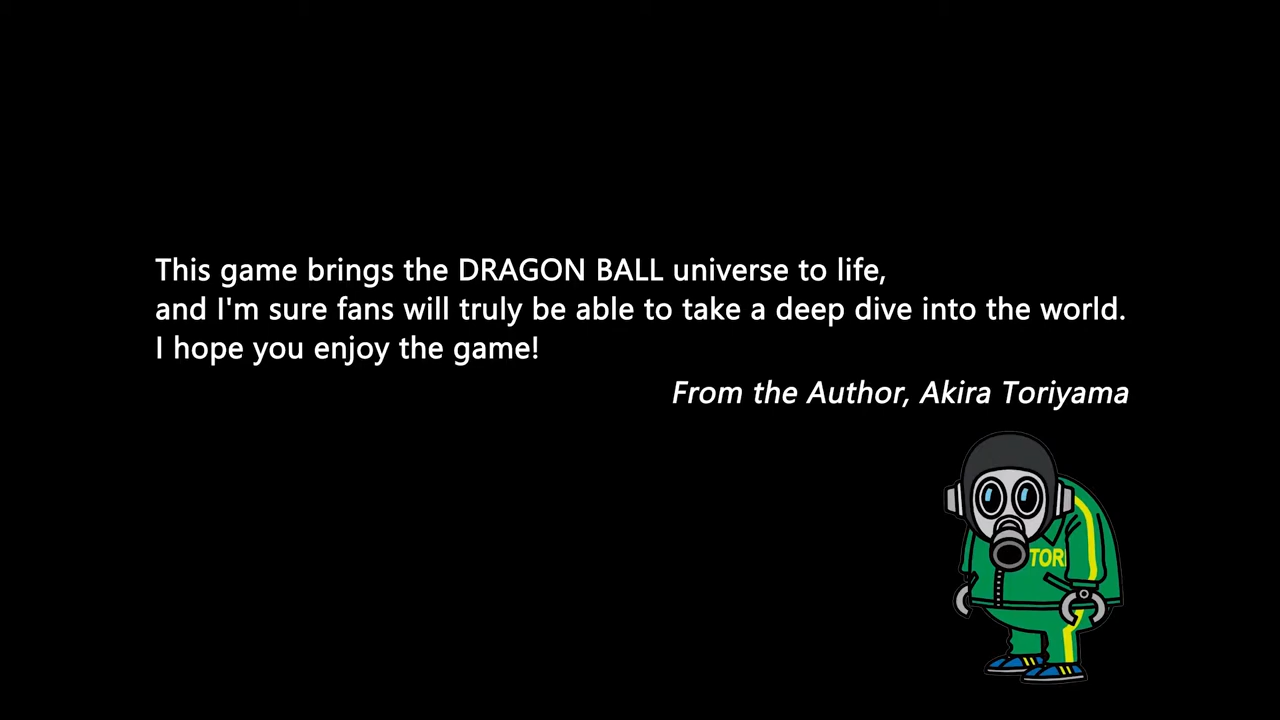 This game brings the DRAGON BALL universe to life,
and I'm sure fans will truly be able to take a deep dive into the world.
I hope you enjoy the game!
From the Author, Akira Toriyama
TORI